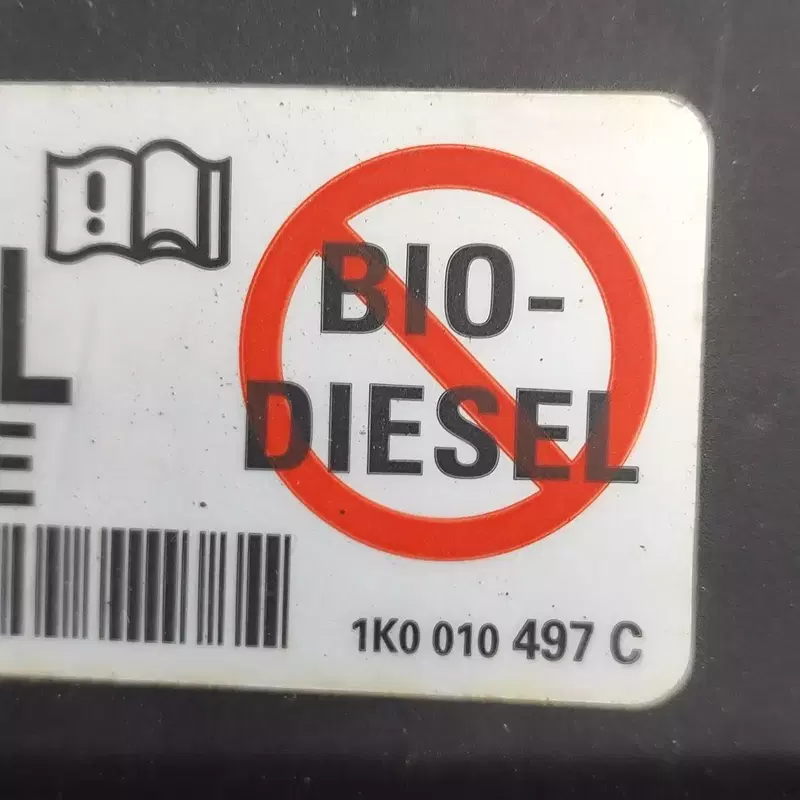 BIO-
DIESEL
L
E
1K0 010 497 C